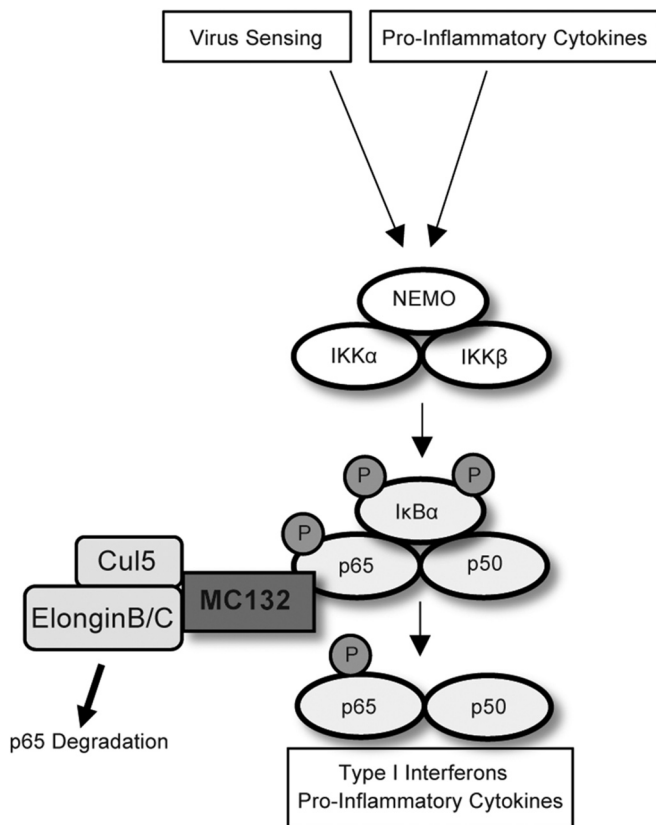 Virus Sensing
Pro-Inflammatory Cytokines
NEMO
IKKα
IKKβ
P
P
IκBα
P
p65
p50
Cul5
MC132
ElonginB/C
P
p65
p50
p65 Degradation
Type I Interferons
Pro-Inflammatory Cytokines